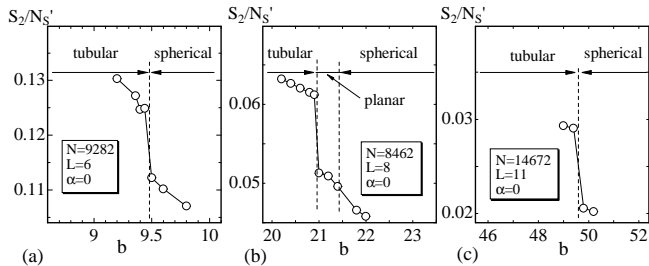 S₂/Nₛ'
tubular
spherical
0.13
0.12
0.11
N=9282
L=6
α=0
9
9.5
10
(a)
b
S₂/Nₛ'
tubular
spherical
planar
0.06
0.05
N=8462
L=8
α=0
20
21
22
23
(b)
b
S₂/Nₛ'
tubular
spherical
0.03
0.02
N=14672
L=11
α=0
46
48
50
52
(c)
b